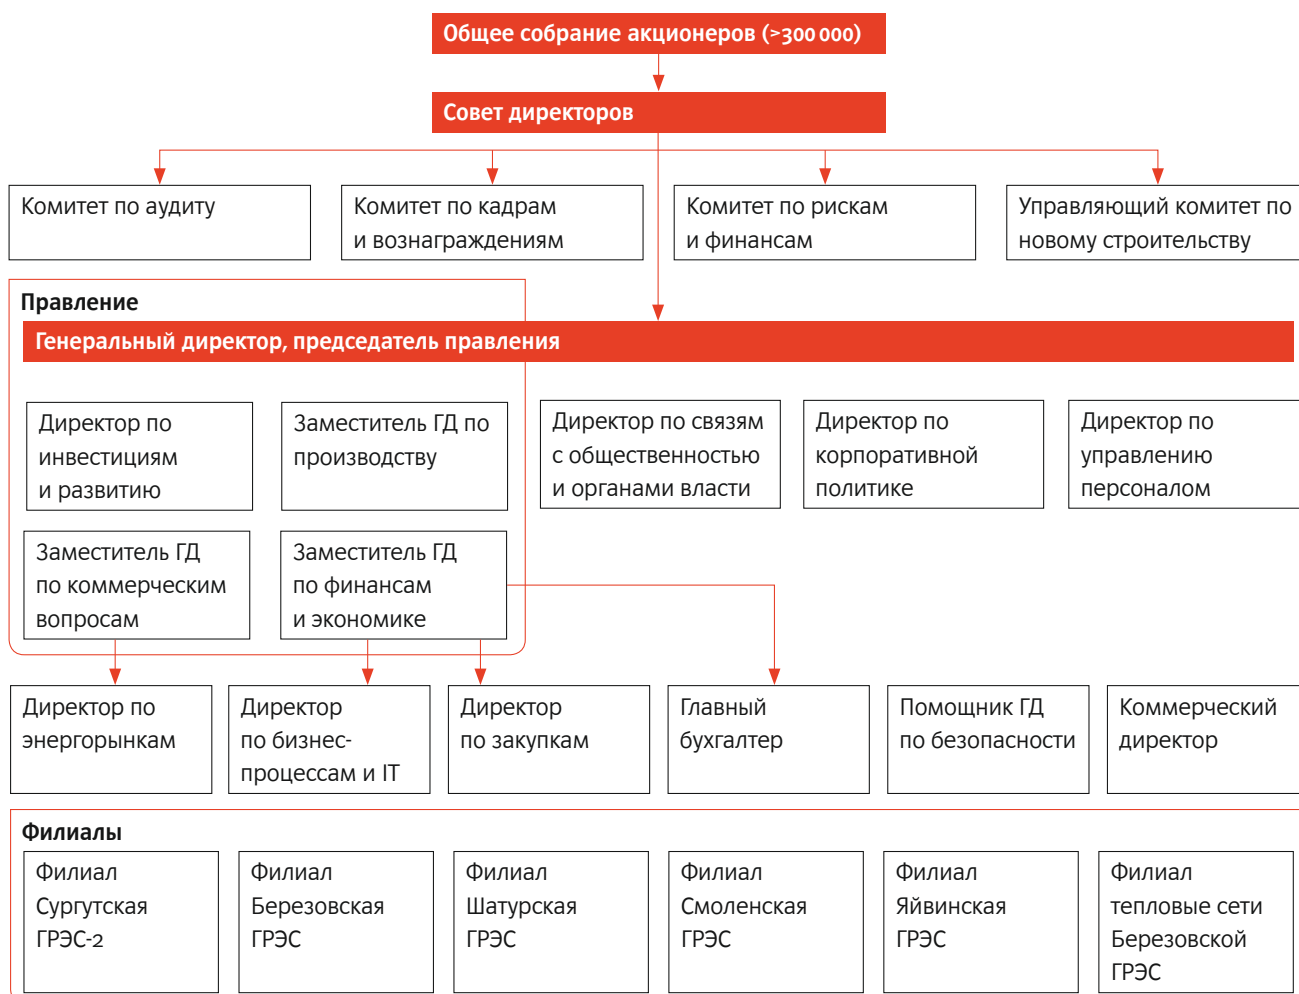 Общее собрание акционеров (>300 000)
Совет директоров
Комитет по аудиту
Комитет по кадрам
и вознаграждениям
Комитет по рискам
и финансам
Управляющий комитет по
новому строительству
Правление
Генеральный директор, председатель правления
Директор по
инвестициям
и развитию
Заместитель ГД по
производству
Директор по связям
с общественностью
и органами власти
Директор по
корпоративной
политике
Директор по
управлению
персоналом
Заместитель ГД
по коммерческим
вопросам
Заместитель ГД
по финансам
и экономике
Директор по
энергорынкам
Директор
по бизнес-
процессам и IT
Директор
по закупкам
Главный
бухгалтер
Помощник ГД
по безопасности
Коммерческий
директор
Филиалы
Филиал
Сургутская
ГРЭС-2
Филиал
Березовская
ГРЭС
Филиал
Шатурская
ГРЭС
Филиал
Смоленская
ГРЭС
Филиал
Яйвинская
ГРЭС
Филиал
тепловые сети
Березовской
ГРЭС